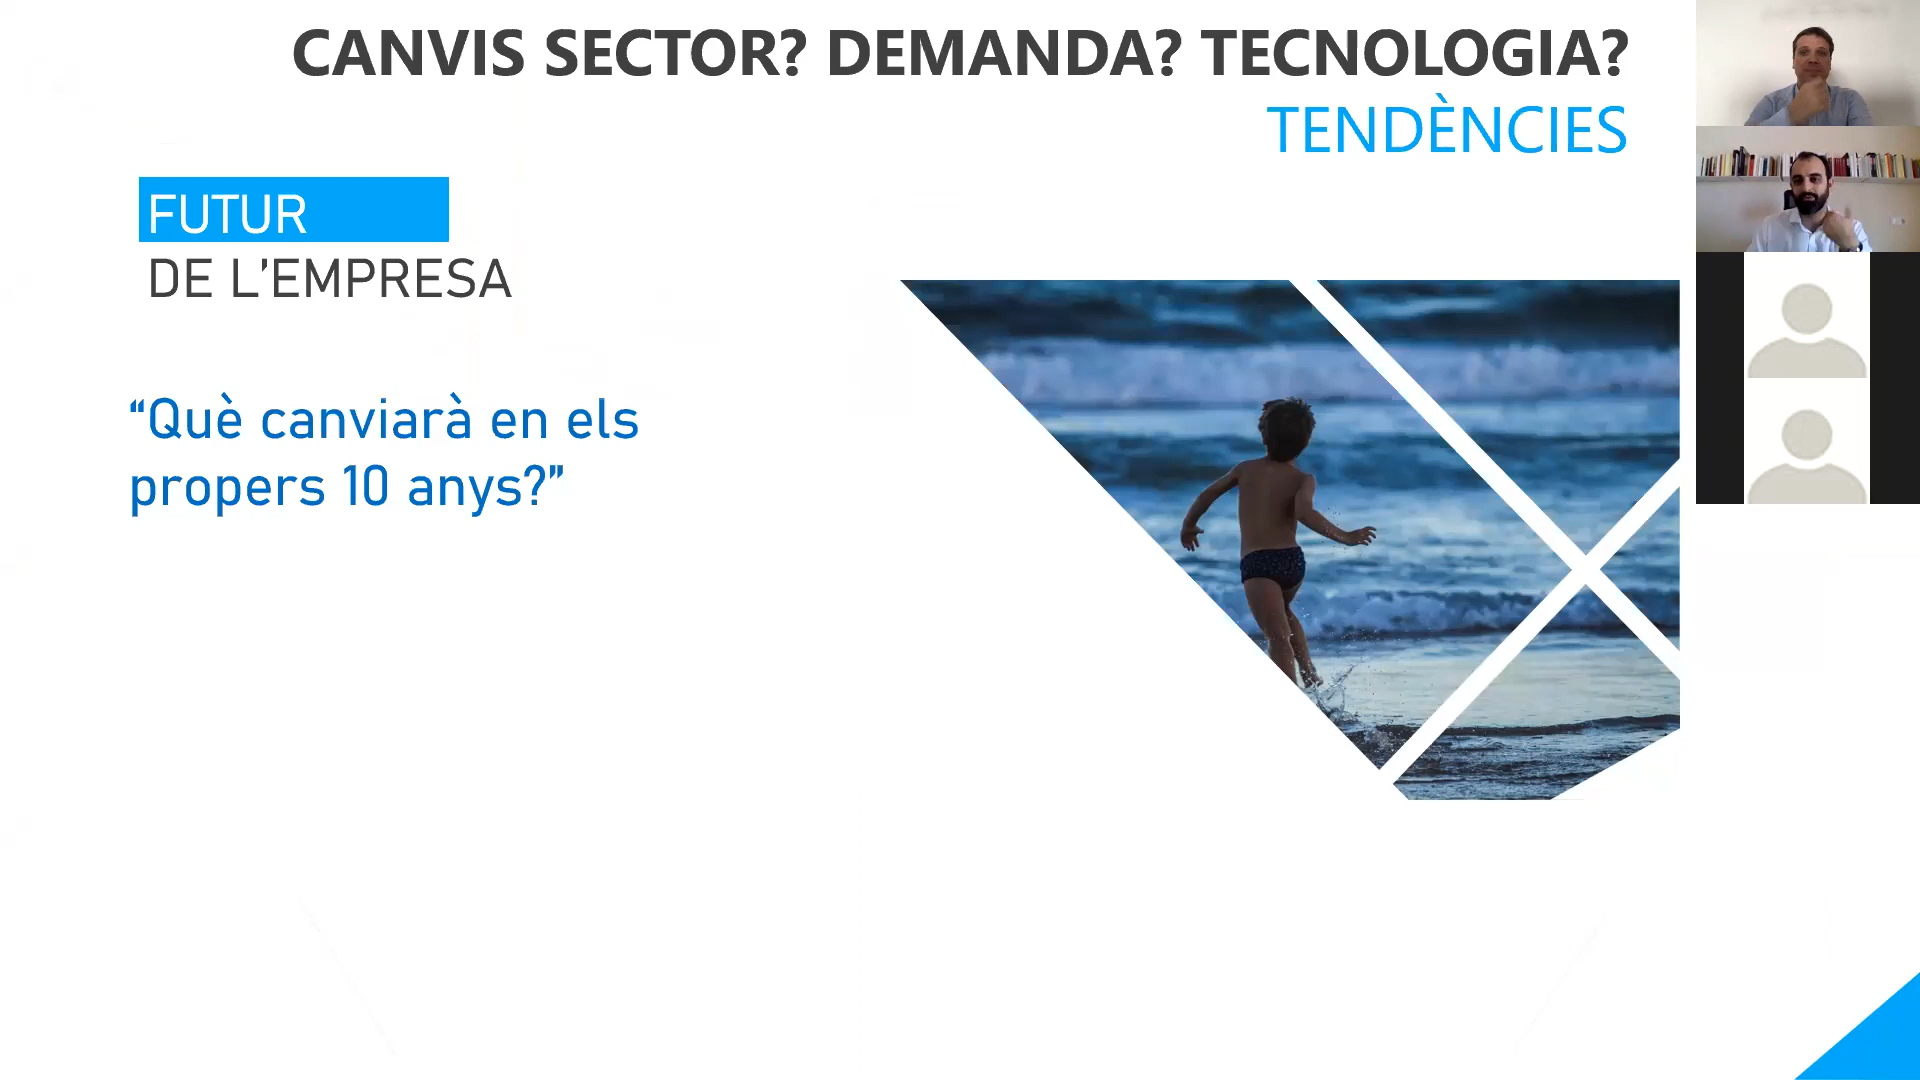 CANVIS SECTOR? DEMANDA? TECNOLOGIA?
TENDÈNCIES
FUTUR
DE L’EMPRESA
“Què canviarà en els
propers 10 anys?”